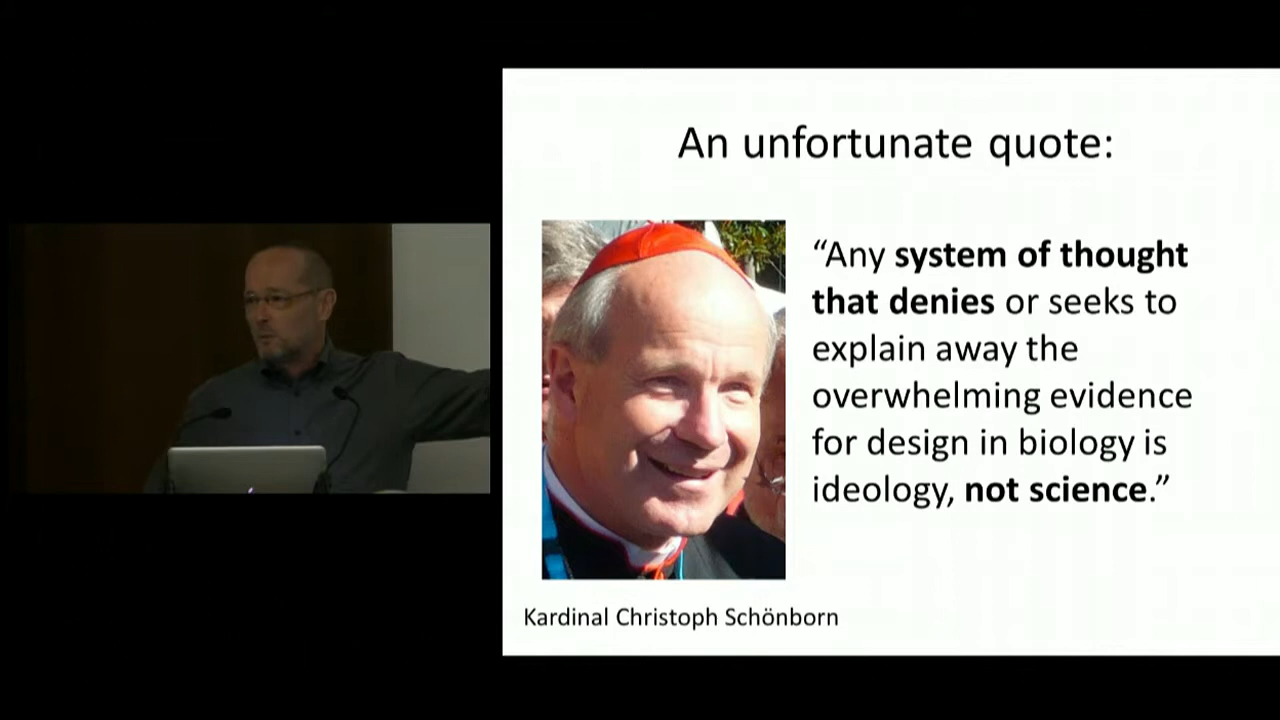 An unfortunate quote:
“Any system of thought
that denies or seeks to
explain away the
overwhelming evidence
for design in biology is
ideology, not science.”
Kardinal Christoph Schönborn